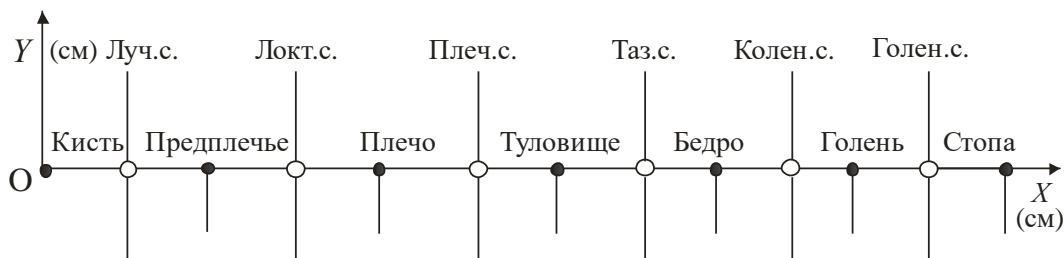 Y (см) Луч.с. Локт.с. Плеч.с. Таз.с. Колен.с. Голен.с.
Кисть Предплечье Плечо Туловище Бедро Голень Стопа
O
X
(см)